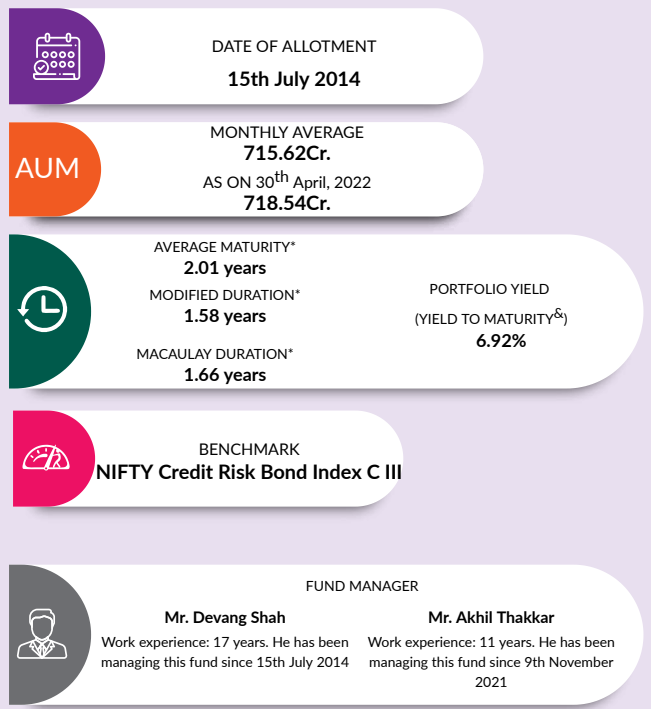 DATE OF ALLOTMENT
15th July 2014
AUM
MONTHLY AVERAGE
715.62Cr.
AS ON 30th April, 2022
718.54Cr.
AVERAGE MATURITY*
2.01 years
MODIFIED DURATION*
1.58 years
MACAULAY DURATION*
1.66 years
PORTFOLIO YIELD
(YIELD TO MATURITY&)
6.92%
BENCHMARK
NIFTY Credit Risk Bond Index C III
FUND MANAGER
Mr. Devang Shah
Work experience: 17 years. He has been
managing this fund since 15th July 2014
Mr. Akhil Thakkar
Work experience: 11 years. He has been
managing this fund since 9th November
2021